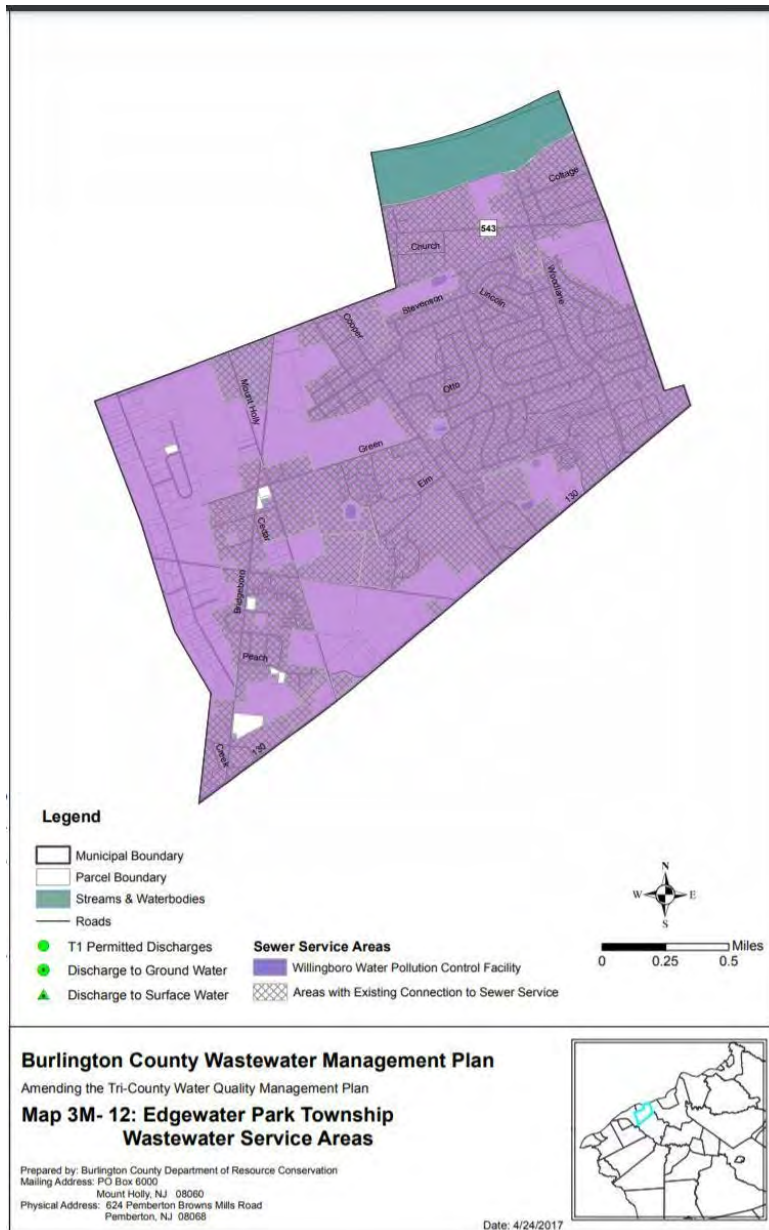 Cottage
543
Church
Woodlane
Lincoln
Stevenson
Cooper
Otto
Mount Holly
Green
Elm
130
Cedar
Bridgeboro
Peach
Creek
130
Legend
Municipal Boundary
Parcel Boundary
Streams & Waterbodies
Roads
T1 Permitted Discharges
Discharge to Ground Water
Discharge to Surface Water
Sewer Service Areas
Willingboro Water Pollution Control Facility
Areas with Existing Connection to Sewer Service
N
W E
S
Miles
0 0.25 0.5
Burlington County Wastewater Management Plan
Amending the Tri-County Water Quality Management Plan
Map 3M- 12: Edgewater Park Township
Wastewater Service Areas
Prepared by: Burlington County Department of Resource Conservation
Mailing Address: PO Box 6000
Mount Holly, NJ 08060
Physical Address: 624 Pemberton Browns Mills Road
Pemberton, NJ 08068
Date: 4/24/2017